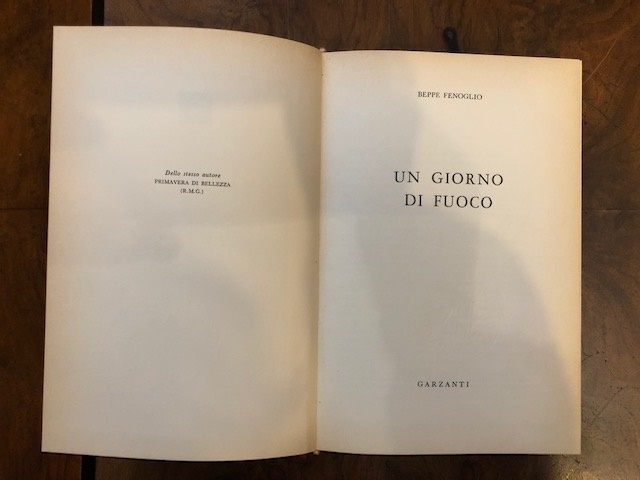 Dello stesso autore
PRIMAVERA DI BELLEZZA
(R.M.G.)
BEPPE FENOGLIO
UN GIORNO
DI FUOCO
GARZANTI